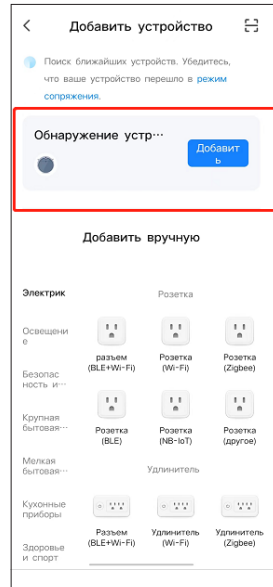 Добавить устройство
Поиск ближайших устройств. Убедитесь,
что ваше устройство перешло в режим
сопряжения.
Обнаружение устр···
Добавит
ь
Добавить вручную
Электрик
Розетка
Освещени
е
разъем
(BLE+Wi-Fi)
Розетка
(Wi-Fi)
Розетка
(Zigbee)
Безопас
ность и···
Крупная
бытовая···
Розетка
(BLE)
Розетка
(NB-IoT)
Розетка
(другое)
Мелкая
бытовая···
Удлинитель
Кухонные
приборы
Разъем
(BLE+Wi-Fi)
Удлинитель
(Wi-Fi)
Удлинитель
(Zigbee)
Здоровье
и спорт